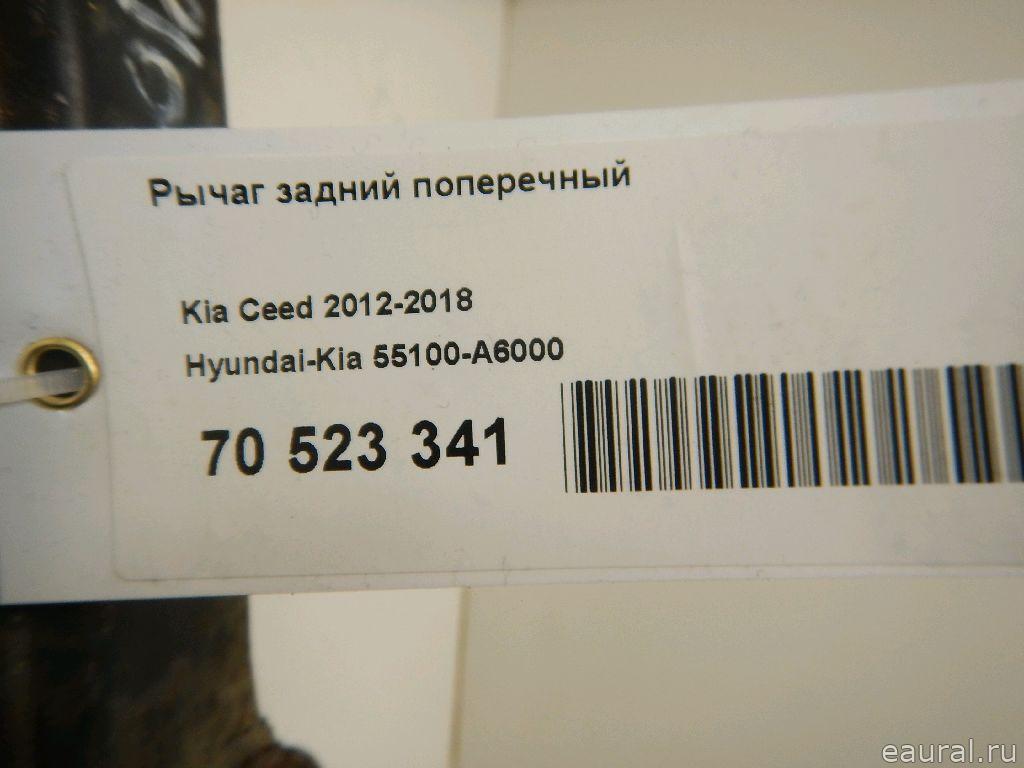 Рычаг задний поперечный
Kia Ceed 2012-2018
Hyundai-Kia 55100-A6000
70 523 341
eaural.ru